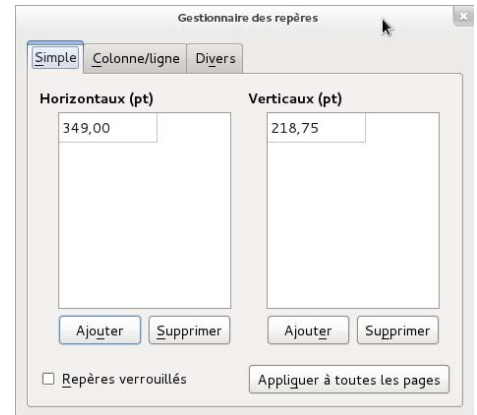 Gestionnaire des repères
Simple Colonne/ligne Divers
Horizontaux (pt) Verticaux (pt)
349,00 218,75
Ajouter Supprimer Ajouter Supprimer
Repères verrouillés Appliquer à toutes les pages